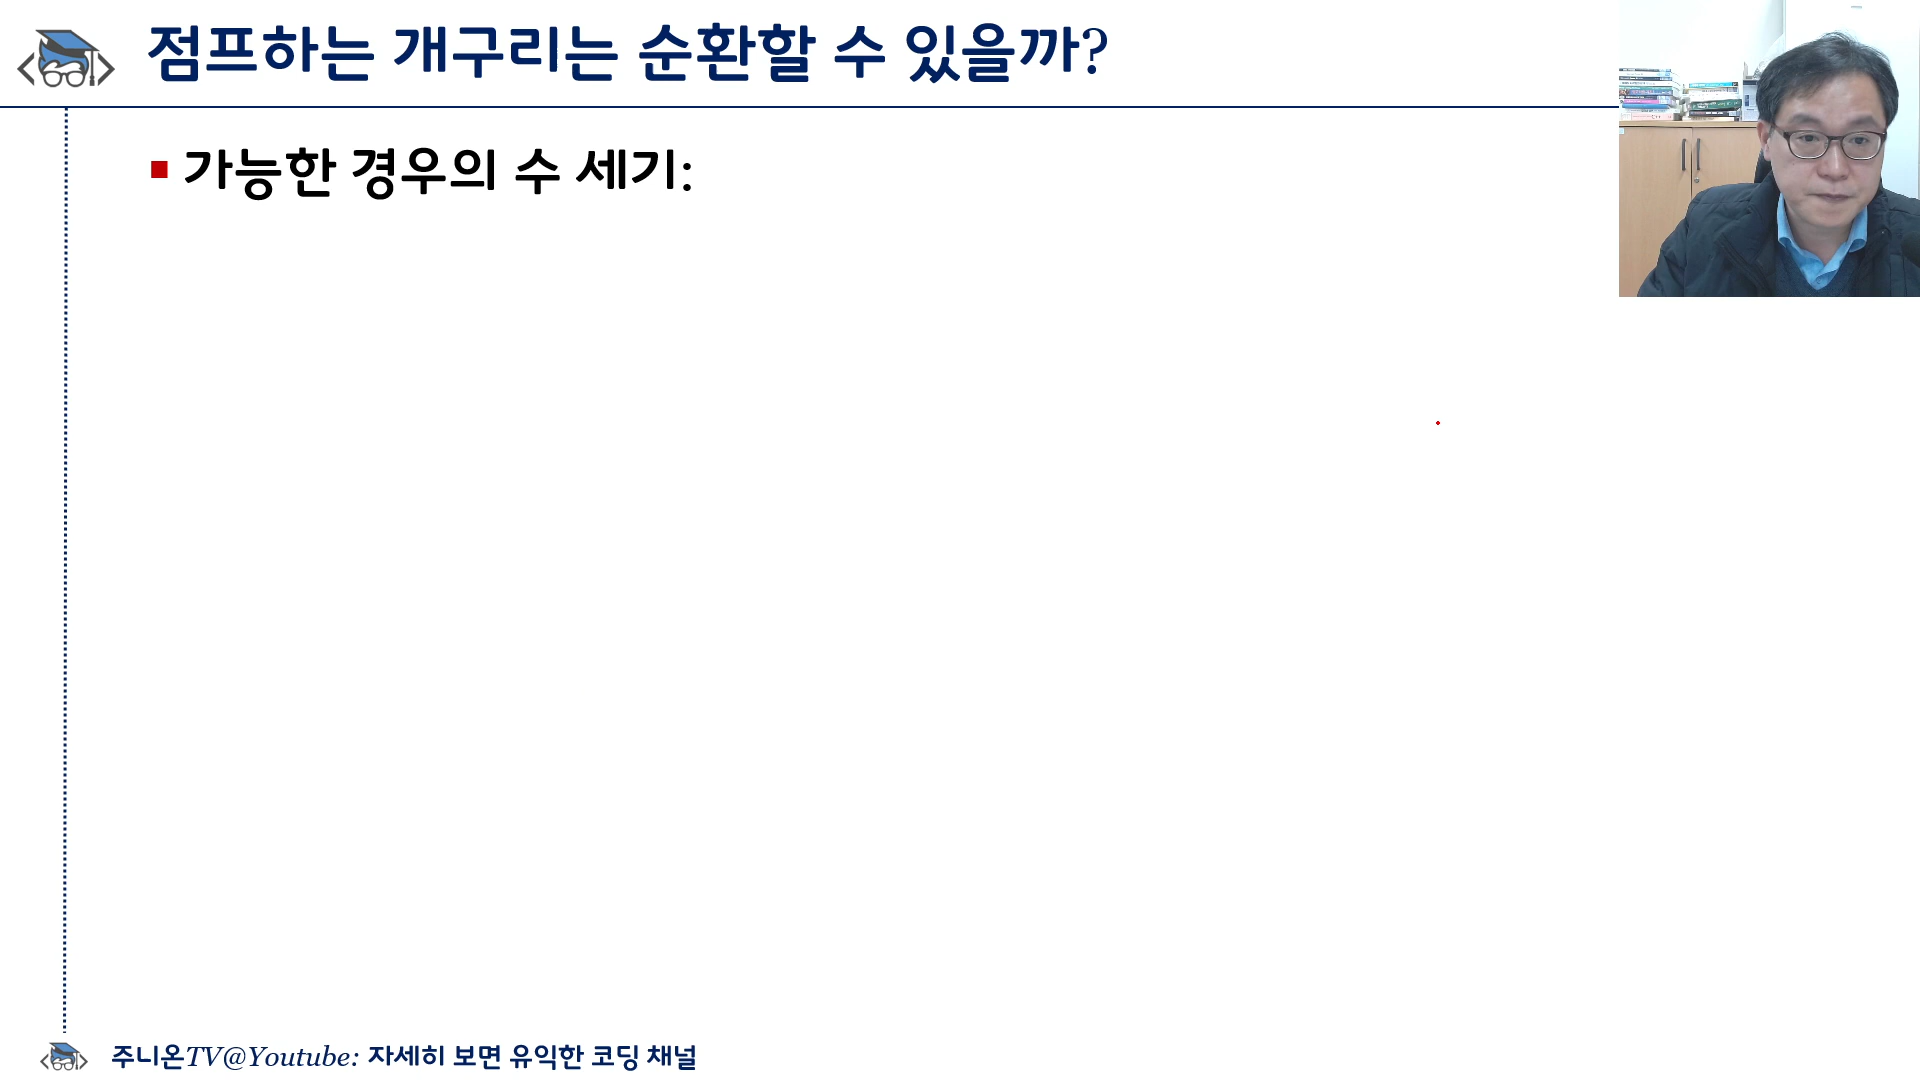 점프하는 개구리는 순환할 수 있을까?
가능한 경우의 수 세기:
주니온TV@Youtube: 자세히 보면 유익한 코딩 채널